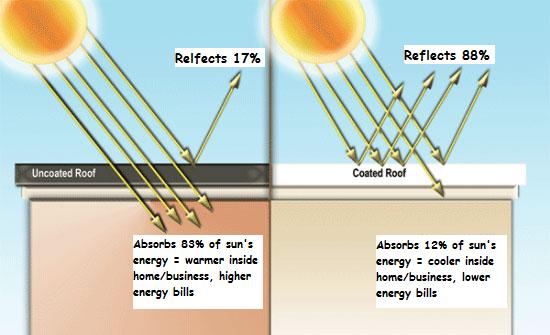 Relfects 17%
Reflects 88%
Uncoated Roof
Coated Roof
Absorbs 83% of sun's
energy = warmer inside
home/business, higher
energy bills
Absorbs 12% of sun's
energy = cooler inside
home/business, lower
energy bills